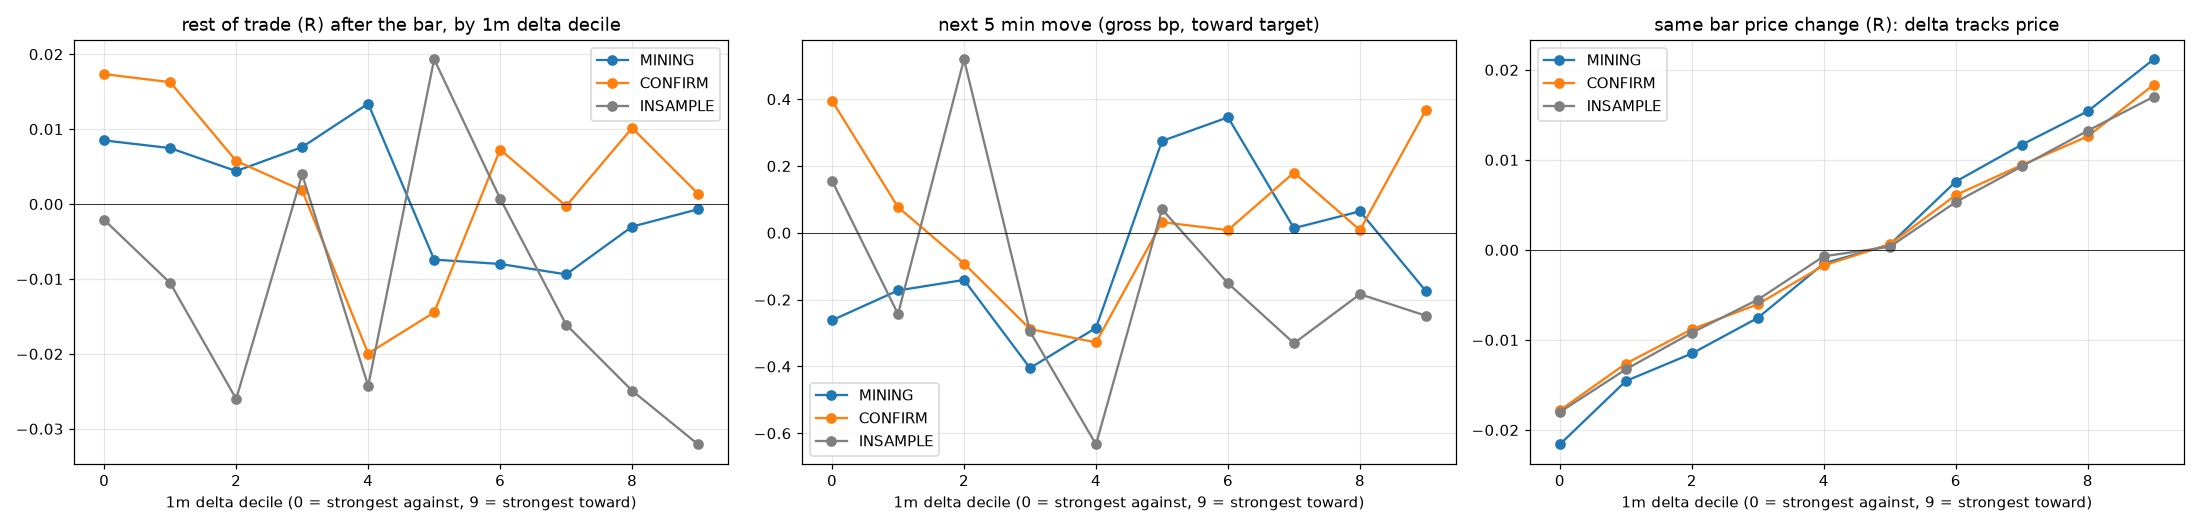 rest of trade (R) after the bar, by 1m delta decile
0.02
0.01
0.00
−0.01
−0.02
−0.03
MINING
CONFIRM
INSAMPLE
0 2 4 6 8
1m delta decile (0 = strongest against, 9 = strongest toward)
next 5 min move (gross bp, toward target)
0.4
0.2
0.0
−0.2
−0.4
−0.6
MINING
CONFIRM
INSAMPLE
0 2 4 6 8
1m delta decile (0 = strongest against, 9 = strongest toward)
same bar price change (R): delta tracks price
MINING
CONFIRM
INSAMPLE
0.02
0.01
0.00
−0.01
−0.02
0 2 4 6 8
1m delta decile (0 = strongest against, 9 = strongest toward)